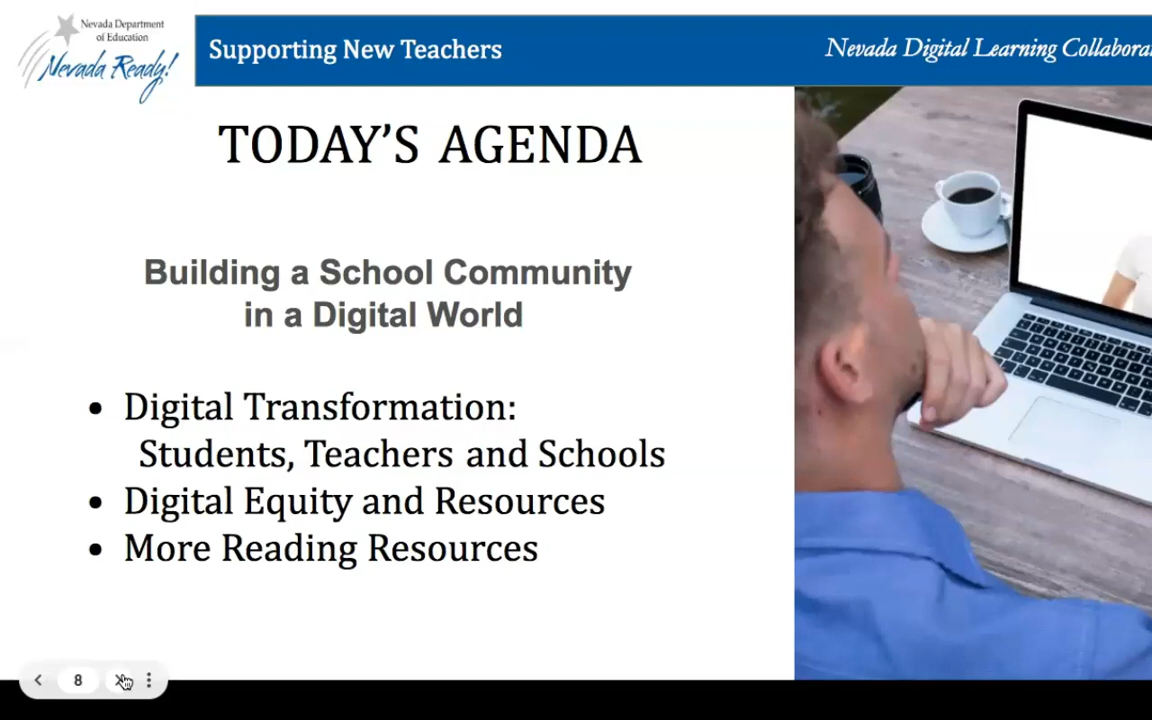 Nevada Department
of Education
Nevada Ready!
Supporting New Teachers
Nevada Digital Learning
TODAY'S AGENDA
Building a School Community
in a Digital World
• Digital Transformation:
Students, Teachers and Schools
• Digital Equity and Resources
• More Reading Resources
8